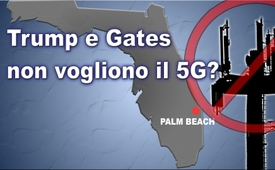 Trump e Gates
non vogliono il 5G?
PALM BEACH